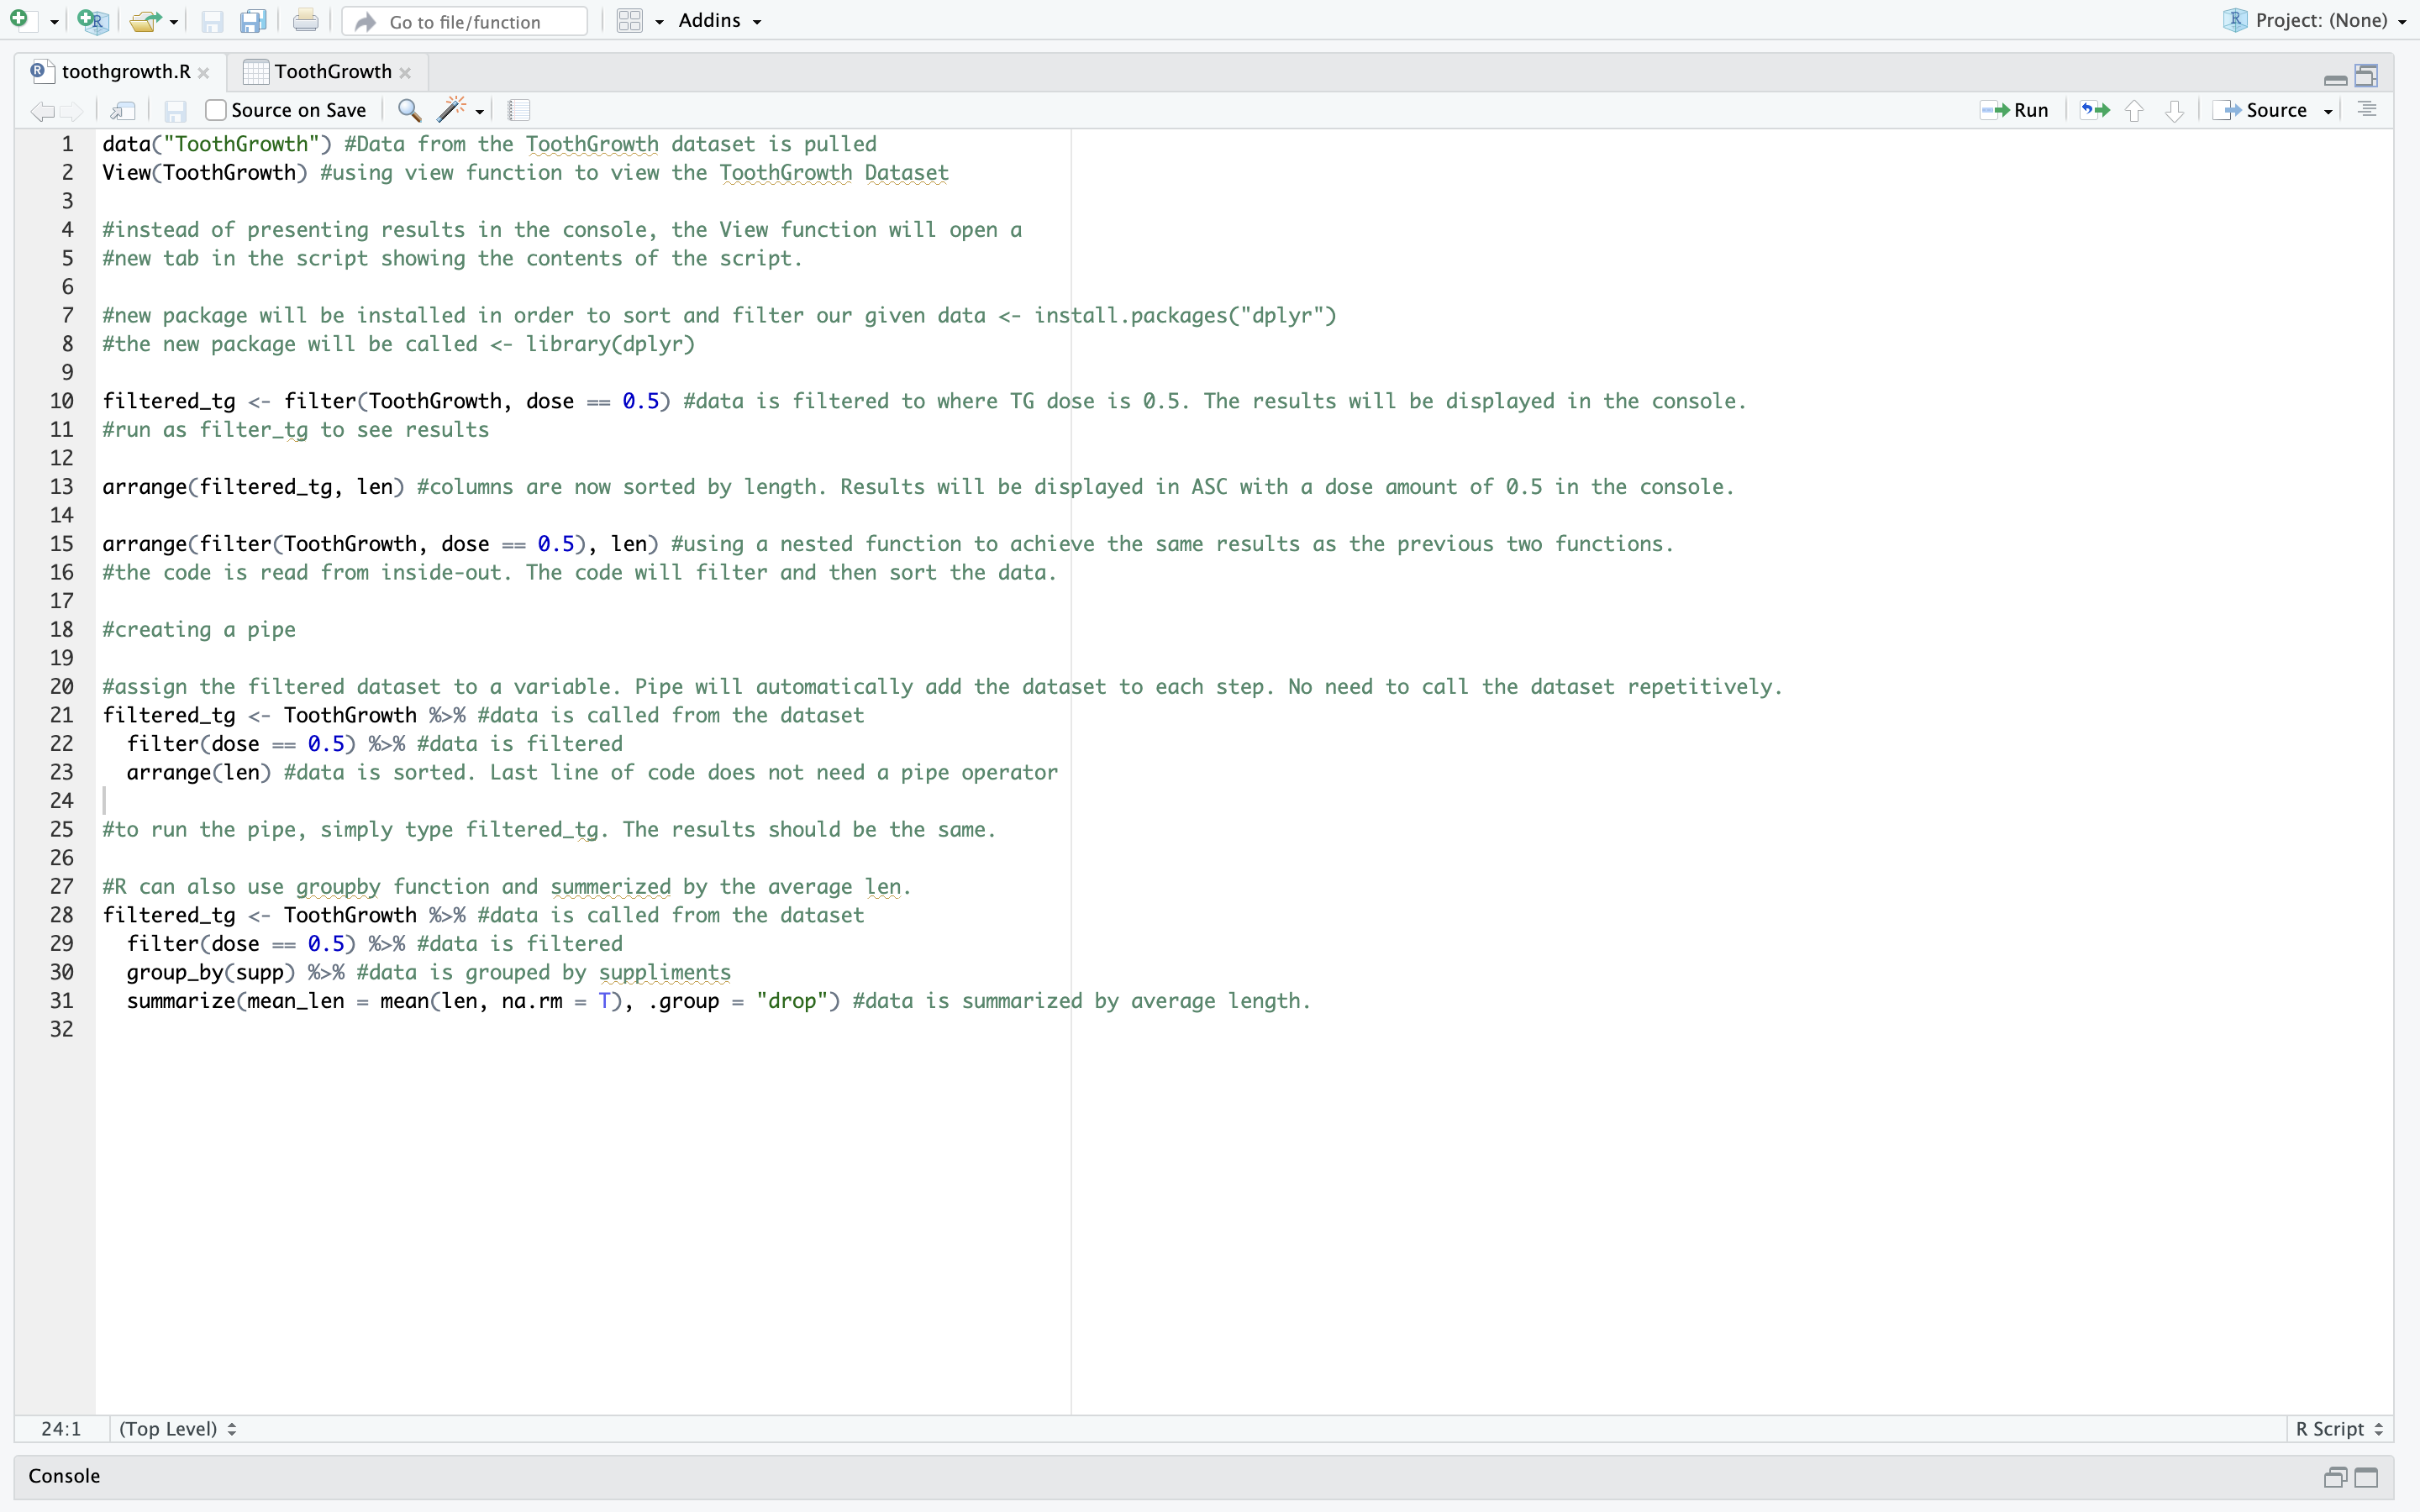 Go to file/function
Addins
Project: (None)
toothgrowth.R
ToothGrowth
Source on Save
Run
Source
1 data("ToothGrowth") #Data from the ToothGrowth dataset is pulled
2 View(ToothGrowth) #using view function to view the ToothGrowth Dataset
3
4 #instead of presenting results in the console, the View function will open a
5 #new tab in the script showing the contents of the script.
6
7 #new package will be installed in order to sort and filter our given data <- install.packages("dplyr")
8 #the new package will be called <- library(dplyr)
9
10 filtered_tg <- filter(ToothGrowth, dose == 0.5) #data is filtered to where TG dose is 0.5. The results will be displayed in the console.
11 #run as filter_tg to see results
12
13 arrange(filtered_tg, len) #columns are now sorted by length. Results will be displayed in ASC with a dose amount of 0.5 in the console.
14
15 arrange(filter(ToothGrowth, dose == 0.5), len) #using a nested function to achieve the same results as the previous two functions.
16 #the code is read from inside-out. The code will filter and then sort the data.
17
18 #creating a pipe
19
20 #assign the filtered dataset to a variable. Pipe will automatically add the dataset to each step. No need to call the dataset repetitively.
21 filtered_tg <- ToothGrowth %>% #data is called from the dataset
22   filter(dose == 0.5) %>% #data is filtered
23   arrange(len) #data is sorted. Last line of code does not need a pipe operator
24
25 #to run the pipe, simply type filtered_tg. The results should be the same.
26
27 #R can also use groupby function and summerized by the average len.
28 filtered_tg <- ToothGrowth %>% #data is called from the dataset
29   filter(dose == 0.5) %>% #data is filtered
30   group_by(supp) %>% #data is grouped by suppliments
31   summarize(mean_len = mean(len, na.rm = T), .group = "drop") #data is summarized by average length.
32
24:1
(Top Level)
R Script
Console